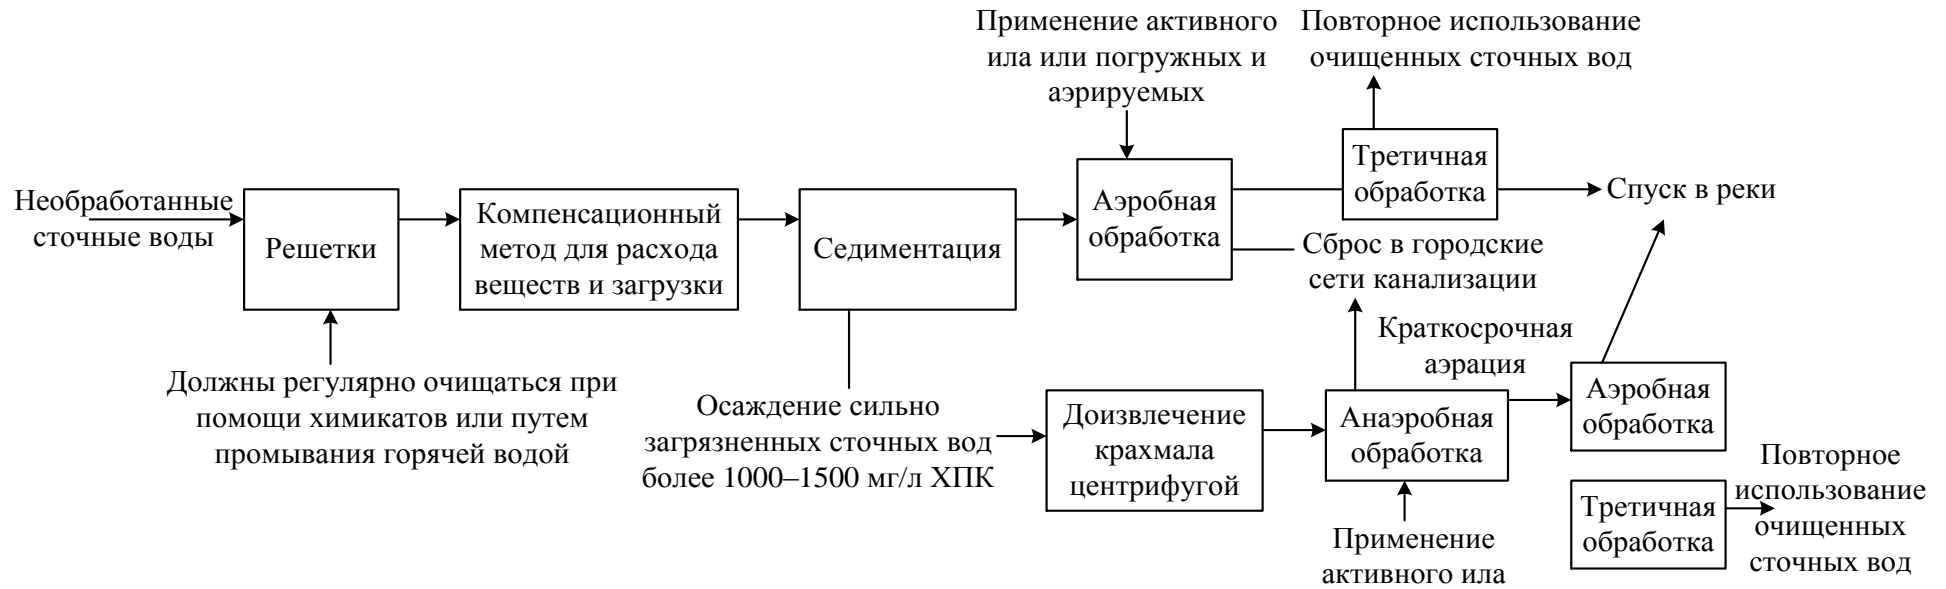 Применение активного
ила или погружных и
аэрируемых
Повторное использование
очищенных сточных вод
Необработанные
сточные воды
Решетки
Компенсационный
метод для расхода
веществ и загрузки
Седиментация
Аэробная
обработка
Третичная
обработка
Спуск в реки
Сброс в городские
сети канализации
Должны регулярно очищаться при
помощи химикатов или путем
промывания горячей водой
Осаждение сильно
загрязненных сточных вод
более 1000–1500 мг/л ХПК
Доизвлечение
крахмала
центрифугой
Анаэробная
обработка
Краткосрочная
аэрация
Аэробная
обработка
Применение
активного ила
Третичная
обработка
Повторное
использование
очищенных
сточных вод